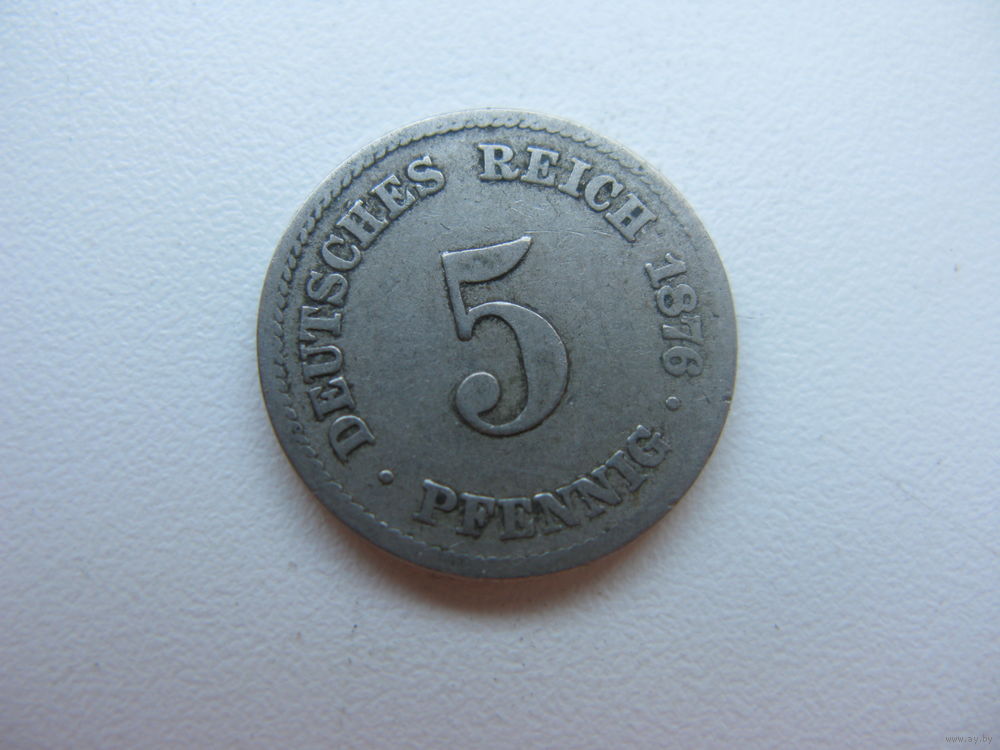 DEUTSCHES REICH 1876
5
PFENNIG
www.ay.by